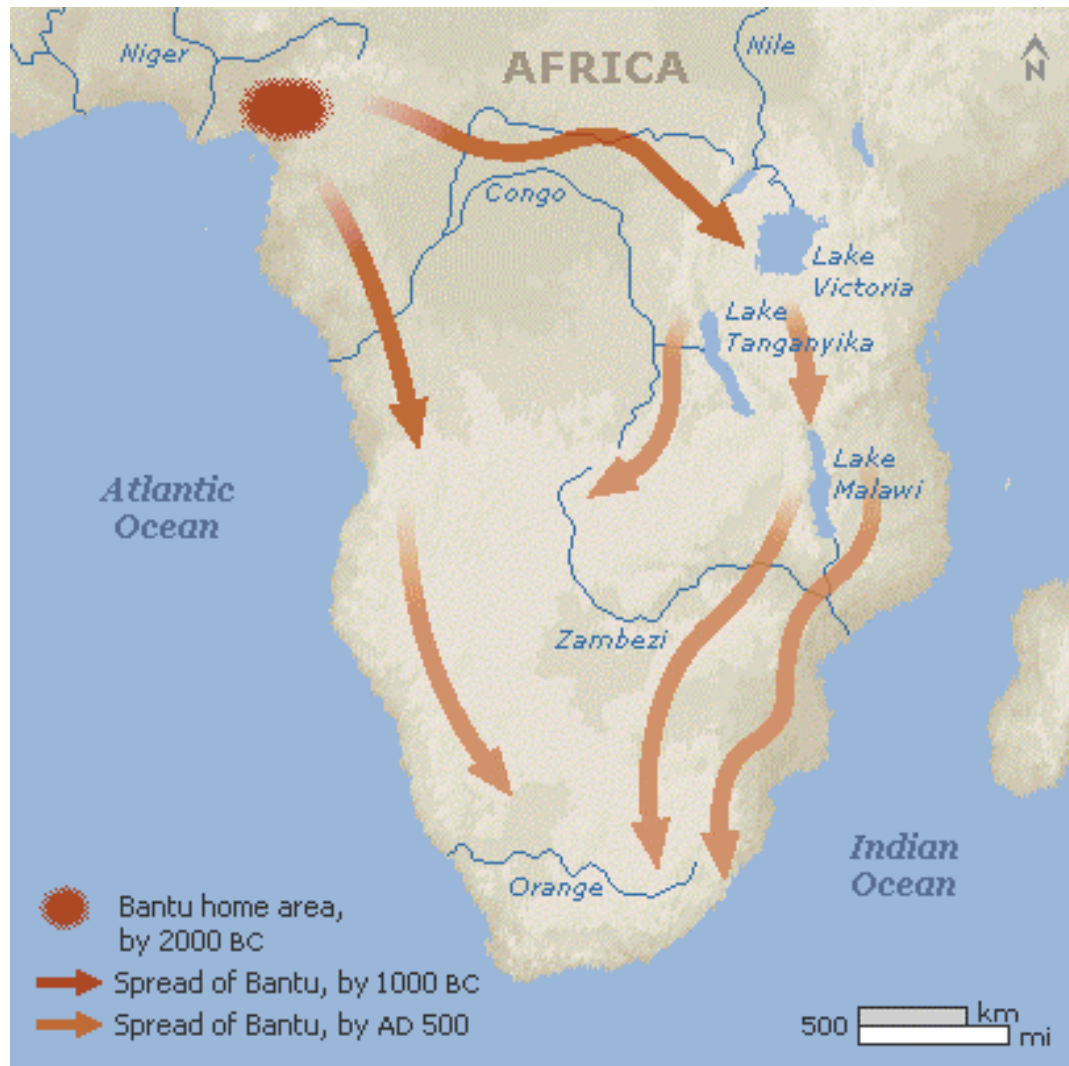 Niger
AFRICA
Nile
N
Congo
Lake
Victoria
Lake
Tanganyika
Lake
Malawi
Atlantic
Ocean
Zambezi
Indian
Ocean
Orange
Bantu home area,
by 2000 BC
Spread of Bantu, by 1000 BC
Spread of Bantu, by AD 500
500
km
mi